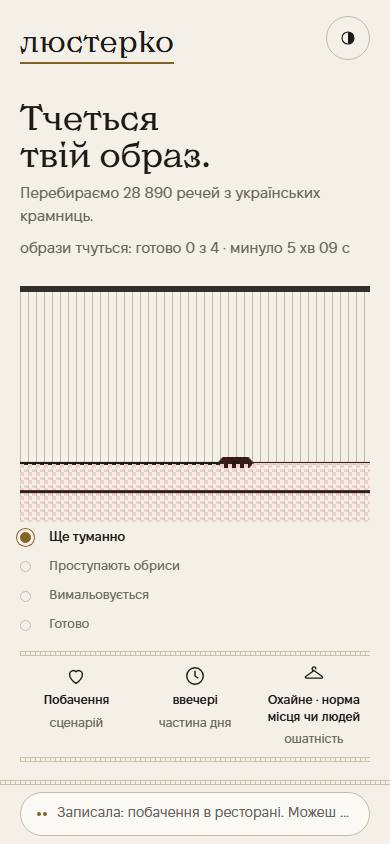 люстерко
Тчеться
твій образ.
Перебираємо 28 890 речей з українських
крамниць.
образи тчуться: готово 0 з 4 · минуло 5 хв 09 с
Ще туманно
Проступають обриси
Вимальовується
Готово
Побачення
сценарій
ввечері
частина дня
Охайне · норма
місця чи людей
ошатність
Записала: побачення в ресторані. Можеш ...